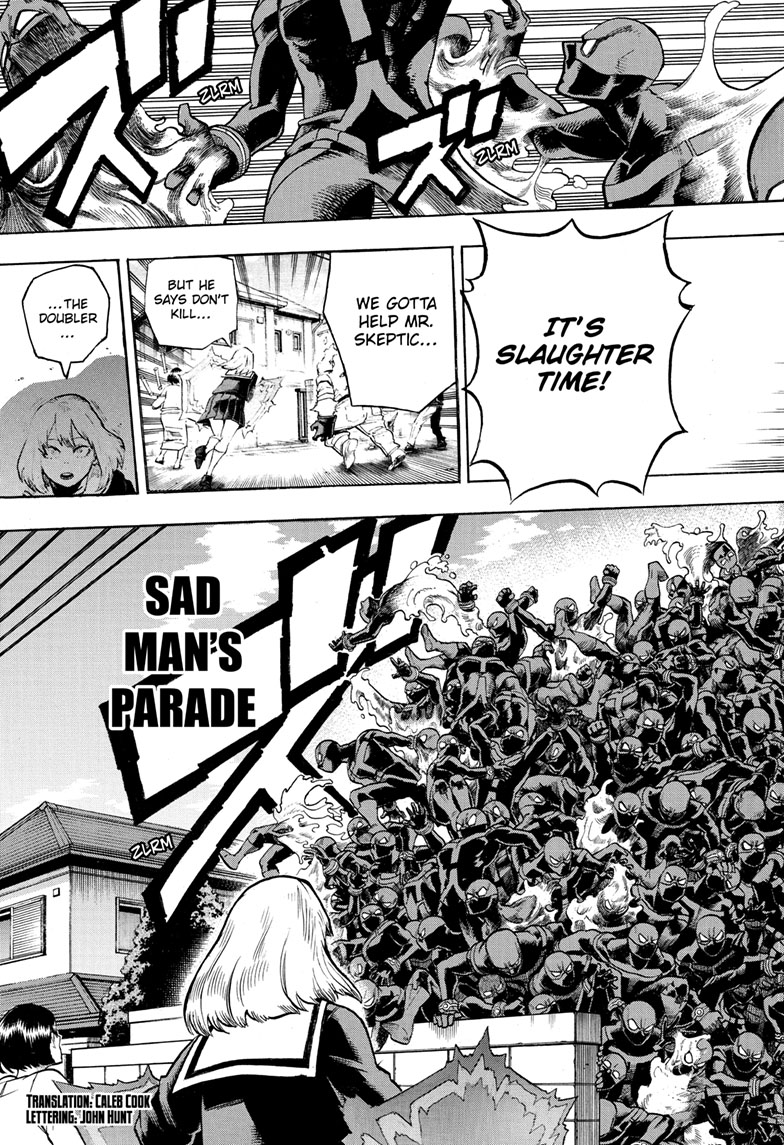 ズズ
ZLRM
ZLRM
IT'S
SLAUGHTER
TIME!
WE GOTTA
HELP MR.
SKEPTIC...
BUT HE
SAYS DON'T
KILL...
...THE
DOUBLER
...
SAD
MAN'S
PARADE
ズ
ZLRM
TRANSLATION: CALEB COOK
LETTERING: JOHN HUNT